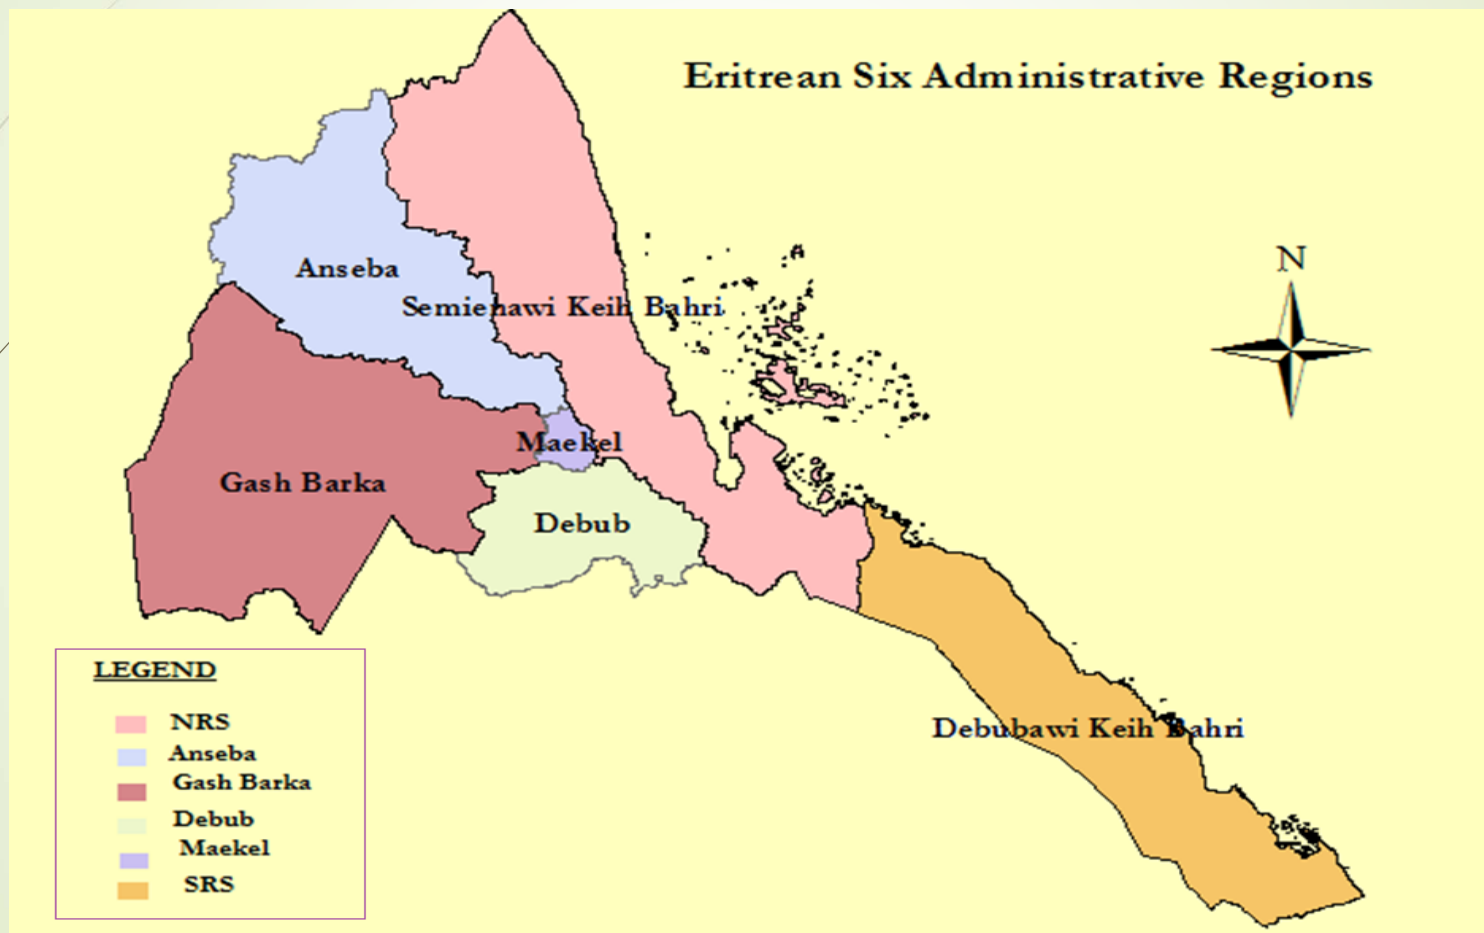 Eritrean Six Administrative Regions
N
Anseba
Semienawi Keih Bahri
Maekel
Gash Barka
Debub
Debubawi Keih Bahri
LEGEND
NRS
Anseba
Gash Barka
Debub
Maekel
SRS